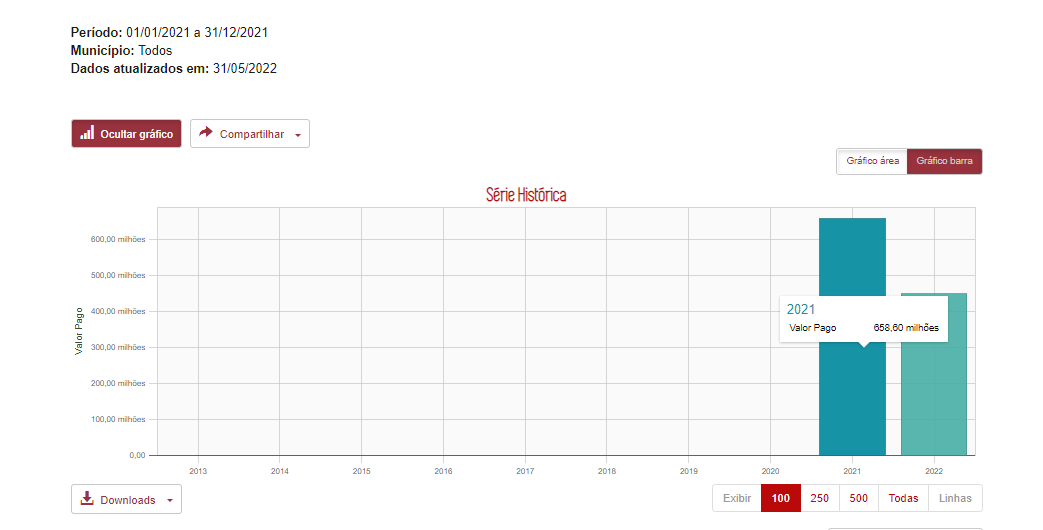 Período: 01/01/2021 a 31/12/2021
Município: Todos
Dados atualizados em: 31/05/2022
Ocultar gráfico
Compartilhar
Gráfico área
Gráfico barra
Série Histórica
600,00 milhões
500,00 milhões
400,00 milhões
300,00 milhões
200,00 milhões
100,00 milhões
0,00
Valor Pago
2021
Valor Pago 658,60 milhões
2013 2014 2015 2016 2017 2018 2019 2020 2021 2022
Downloads
Exibir 100 250 500 Todas Linhas